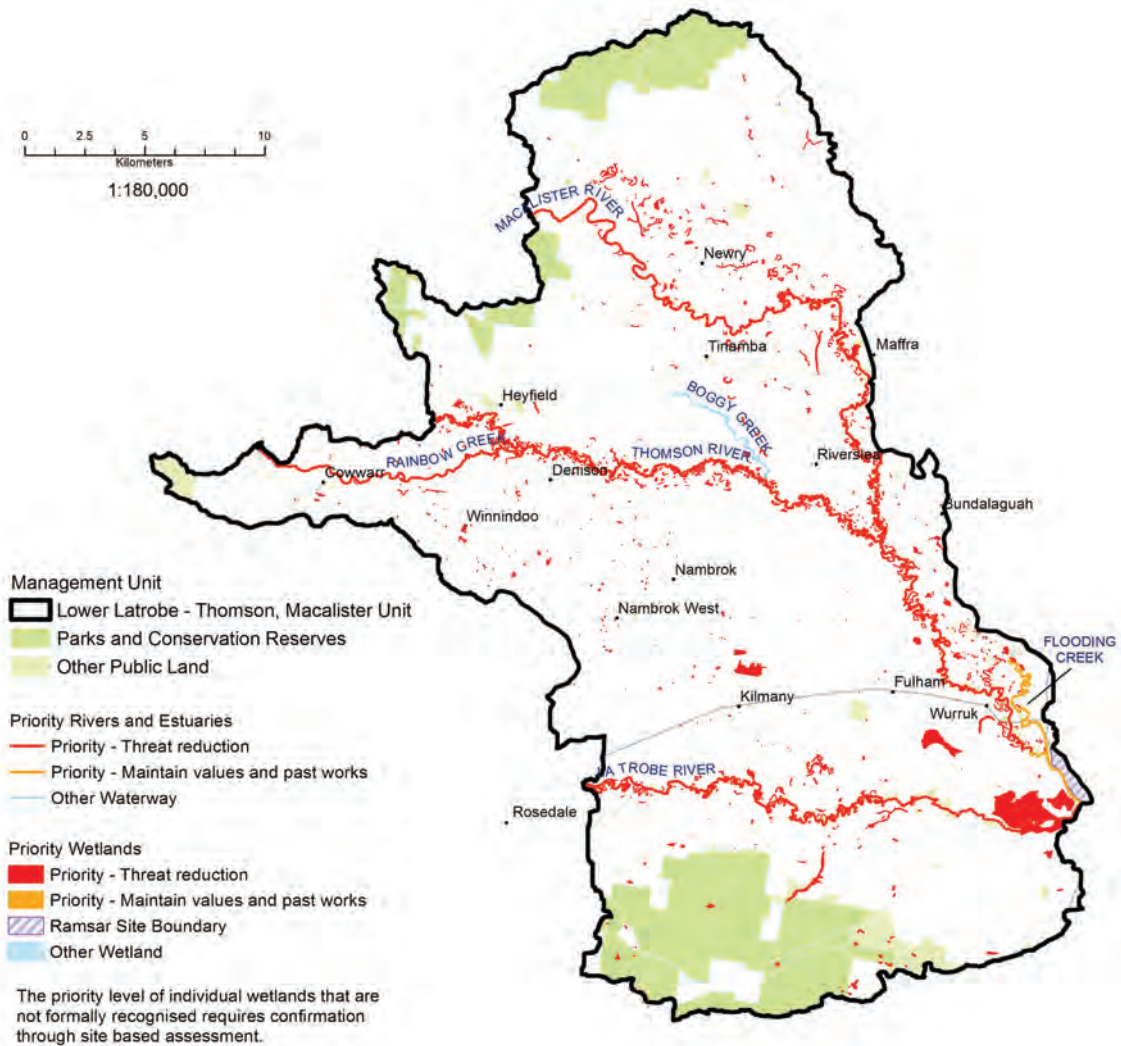 0 2.5 5 10
Kilometers
1:180,000
MACALISTER RIVER
Newry
Tinamba
Maffra
Heyfield
BOGGY CREEK
RAINBOW CREEK
THOMSON RIVER
Riverslea
Cowwarr
Denison
Bundalaguah
Winnindoo
Nambrok
Nambrok West
FLOODING
CREEK
Fulham
Kilmany
Wurruk
LA TROBE RIVER
Rosedale
Management Unit
Lower Latrobe - Thomson, Macalister Unit
Parks and Conservation Reserves
Other Public Land
Priority Rivers and Estuaries
Priority - Threat reduction
Priority - Maintain values and past works
Other Waterway
Priority Wetlands
Priority - Threat reduction
Priority - Maintain values and past works
Ramsar Site Boundary
Other Wetland
The priority level of individual wetlands that are
not formally recognised requires confirmation
through site based assessment.